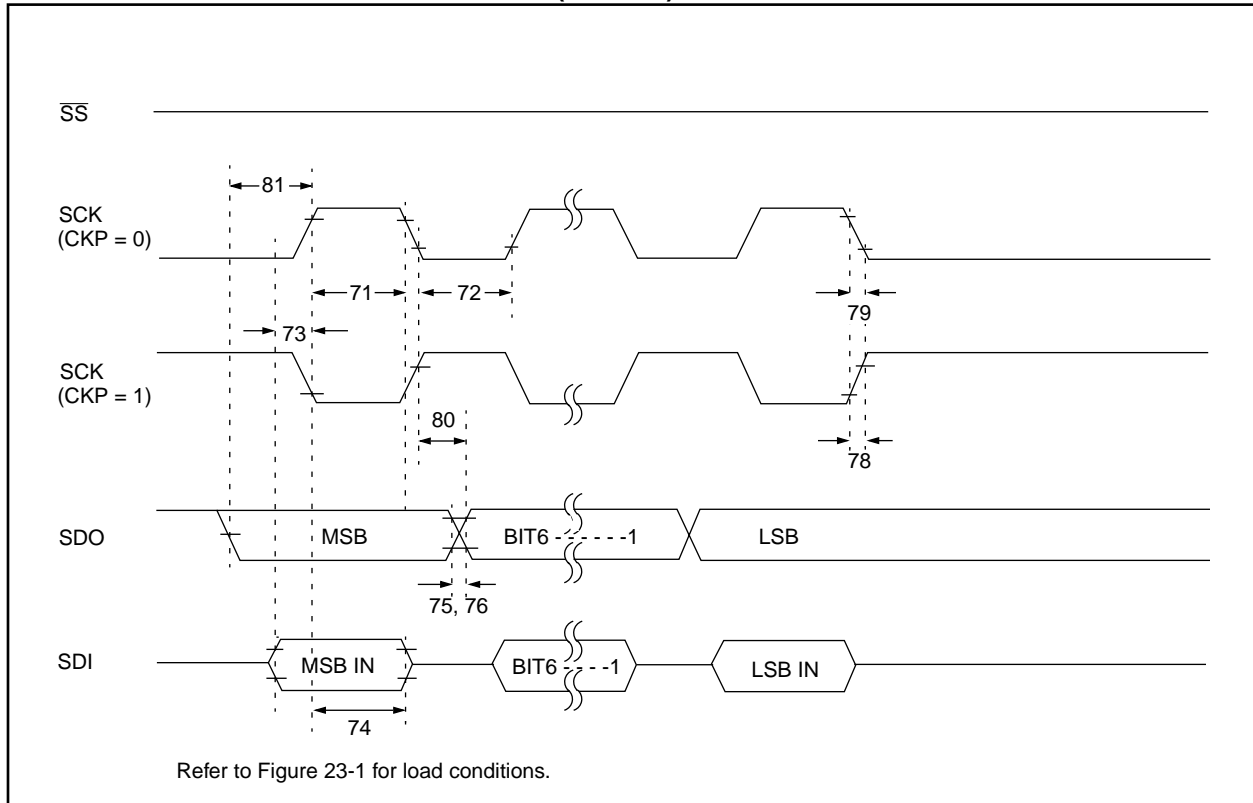 SS
81
SCK
(CKP = 0)
71
72
79
73
SCK
(CKP = 1)
80
78
SDO
MSB
BIT6 - - - - - -1
LSB
75, 76
SDI
MSB IN
BIT6 - - - - -1
LSB IN
74
Refer to Figure 23-1 for load conditions.